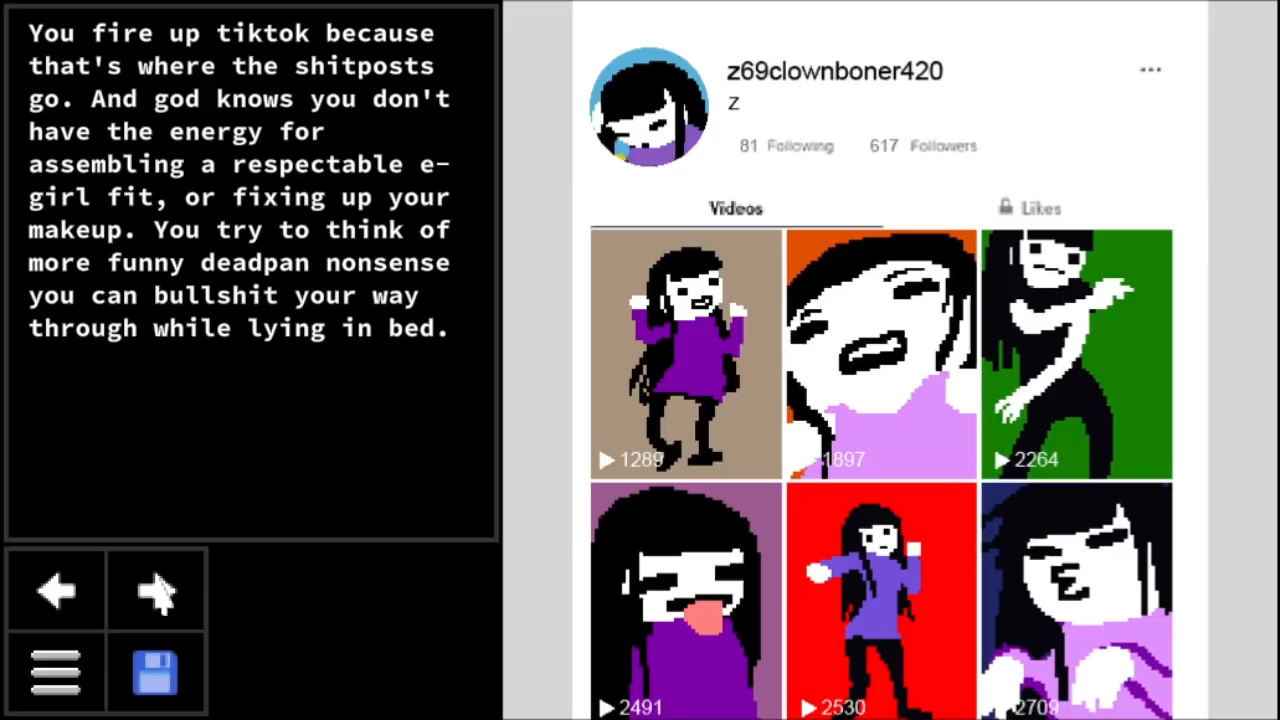 You fire up tiktok because
that's where the shitposts
go. And god knows you don't
have the energy for
assembling a respectable e-
girl fit, or fixing up your
makeup. You try to think of
more funny deadpan nonsense
you can bullshit your way
through while lying in bed.
z69clownboner420
z
81 Following 617 Followers
Videos Likes
1289 1897 2264
2491 2530 2709